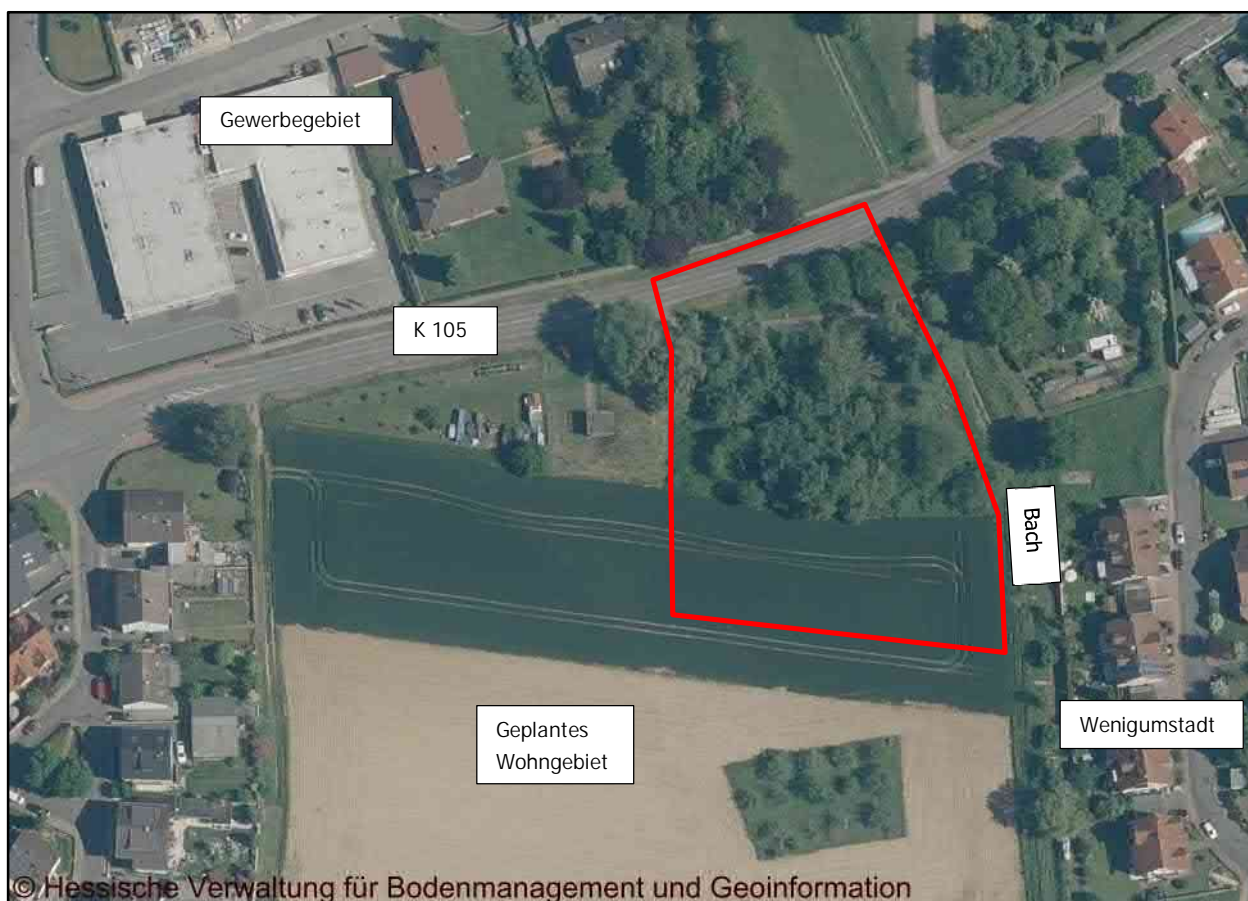 Gewerbegebiet
K 105
Bach
Geplantes
Wohngebiet
Wenigumstadt
© Hessische Verwaltung für Bodenmanagement und Geoinformation